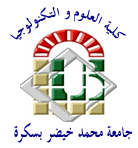 كلية العلوم و التكنولوجيا
جامعة محمد خيضر بسكرة